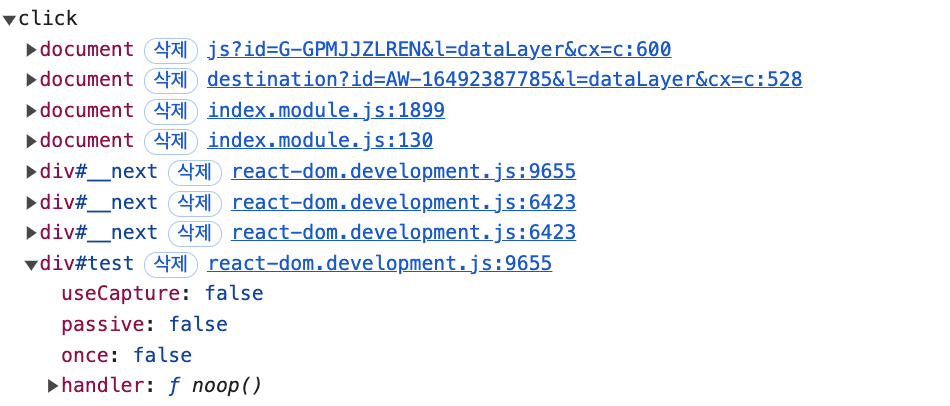 ▼click
▶document 삭제 js?id=G-GPMJJZLREN&l=dataLayer&cx=c:600
▶document 삭제 destination?id=AW-16492387785&l=dataLayer&cx=c:528
▶document 삭제 index.module.js:1899
▶document 삭제 index.module.js:130
▶div#__next 삭제 react-dom.development.js:9655
▶div#__next 삭제 react-dom.development.js:6423
▶div#__next 삭제 react-dom.development.js:6423
▼div#test 삭제 react-dom.development.js:9655
useCapture: false
passive: false
once: false
▶handler: ƒ noop()